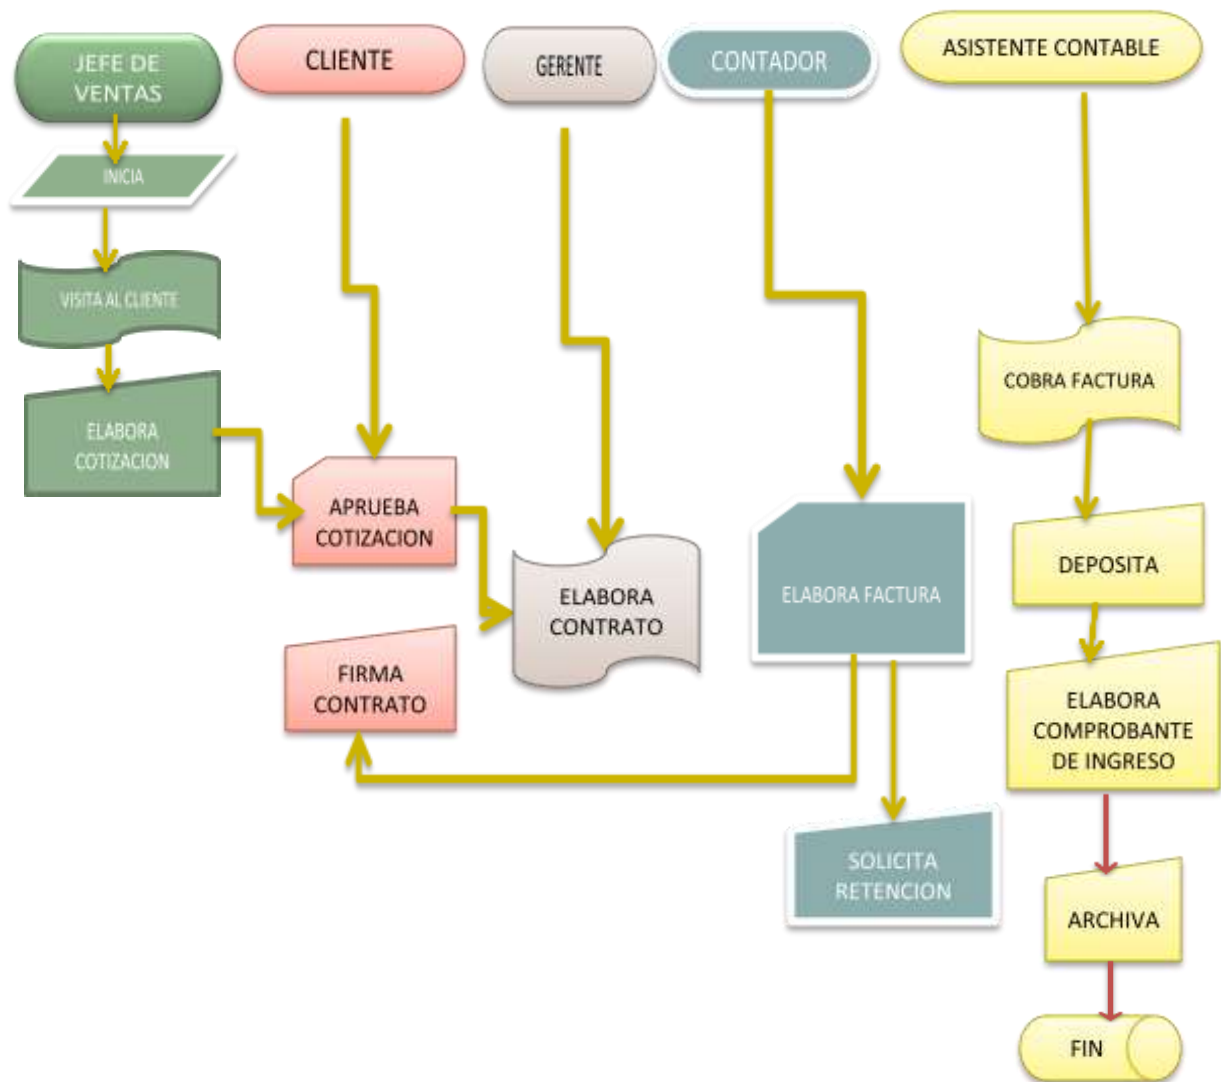 JEFE DE
VENTAS
CLIENTE
GERENTE
CONTADOR
ASISTENTE CONTABLE
INICIA
VISITA AL CLIENTE
ELABORA
COTIZACION
APRUEBA
COTIZACION
FIRMA
CONTRATO
ELABORA
CONTRATO
ELABORA FACTURA
SOLICITA
RETENCION
COBRA FACTURA
DEPOSITA
ELABORA
COMPROBANTE
DE INGRESO
ARCHIVA
FIN